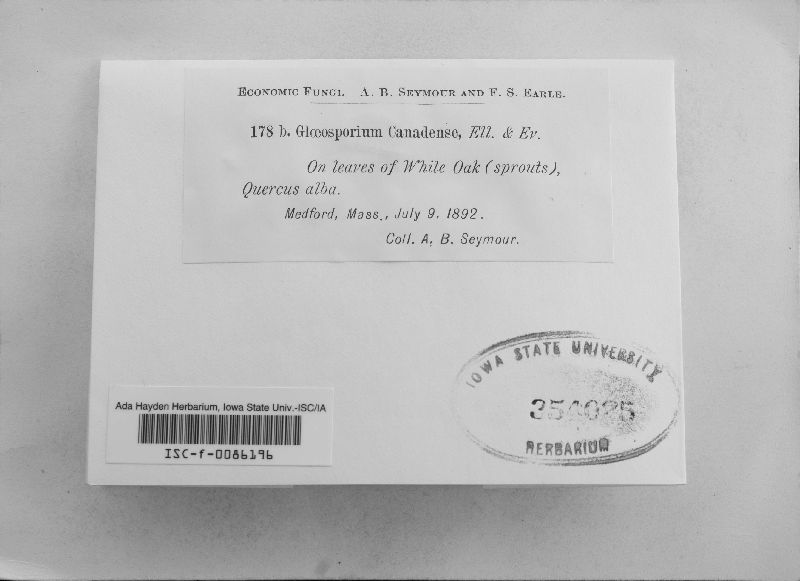 Economic Fungi. A. B. Seymour and F. S. Earle.
178 b. Glœosporium Canadense, Ell. & Ev.
On leaves of White Oak (sprouts),
Quercus alba.
Medford, Mass., July 9, 1892.
Coll. A. B. Seymour.
IOWA STATE UNIVERSITY
HERBARIUM
Ada Hayden Herbarium, Iowa State Univ.-ISC/IA
ISC-f-0086196